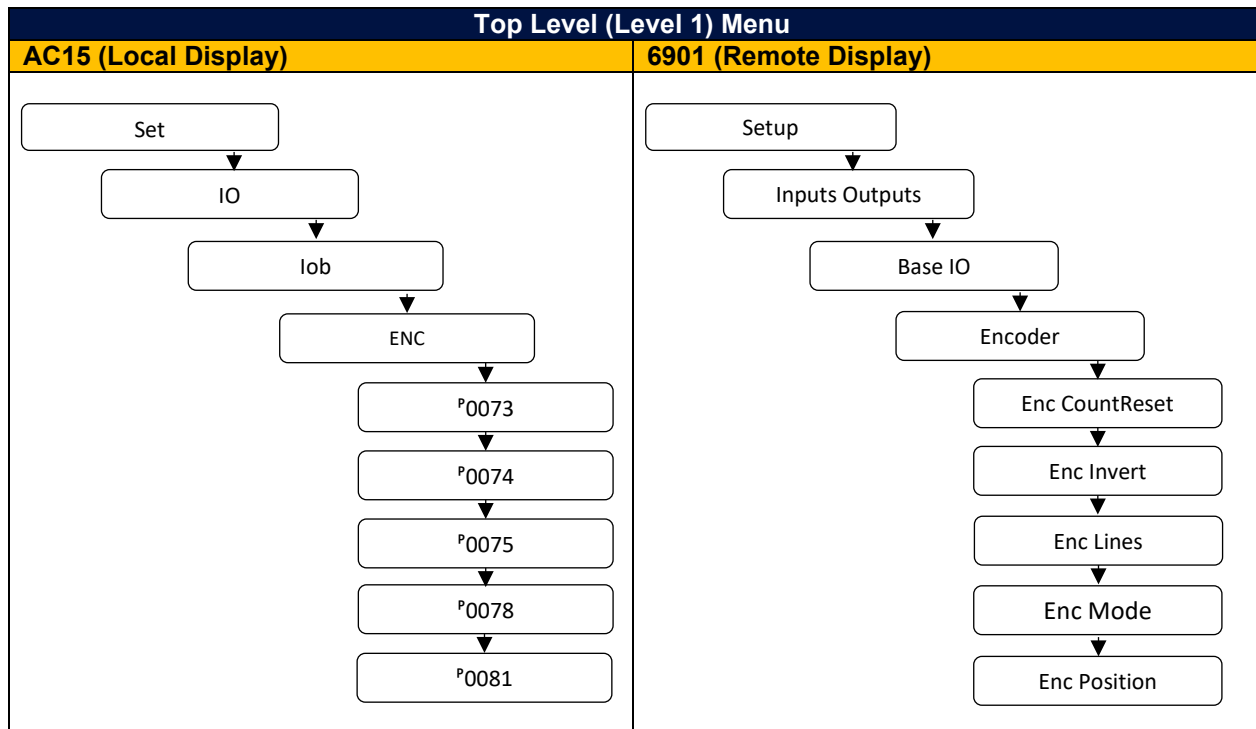 Top Level (Level 1) Menu
AC15 (Local Display)
6901 (Remote Display)
Set
IO
Iob
ENC
ᴾ0073
ᴾ0074
ᴾ0075
ᴾ0078
ᴾ0081
Setup
Inputs Outputs
Base IO
Encoder
Enc CountReset
Enc Invert
Enc Lines
Enc Mode
Enc Position